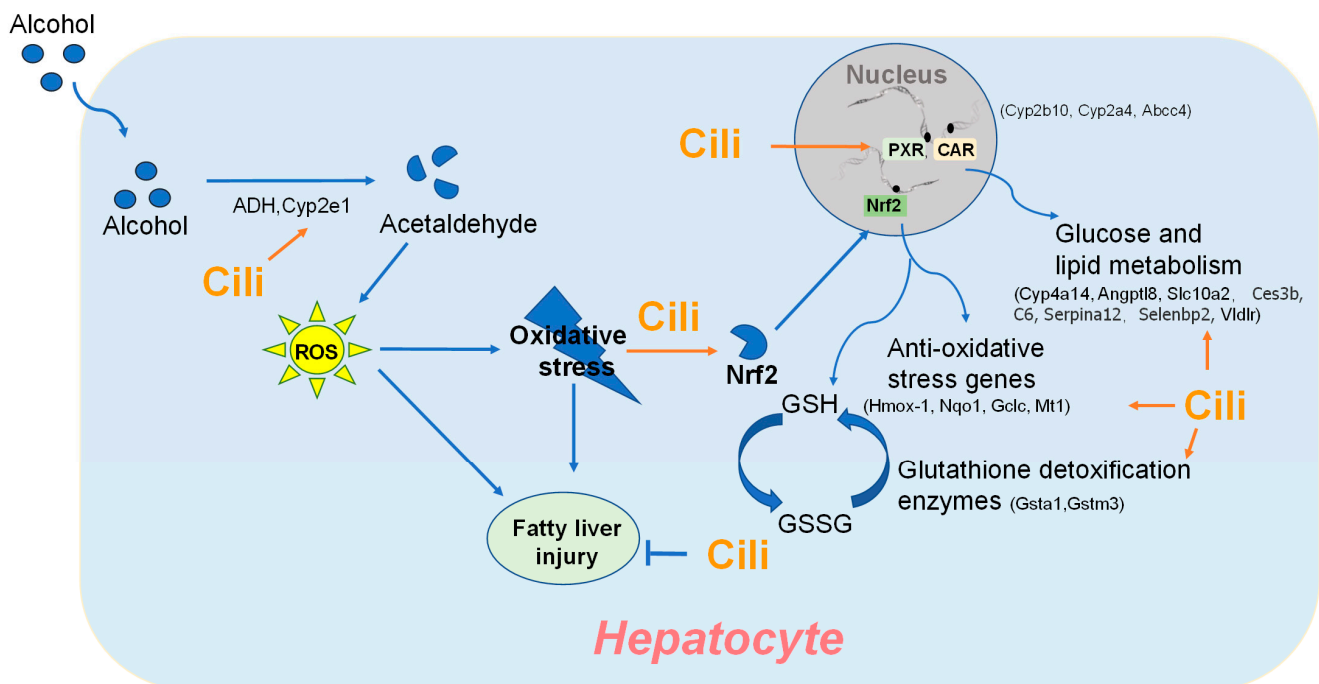 Alcohol
Nucleus
(Cyp2b10, Cyp2a4, Abcc4)
Cili
PXR, CAR
Nrf2
Alcohol
ADH,Cyp2e1
Acetaldehyde
Cili
Glucose and
lipid metabolism
(Cyp4a14, Angptl8, Slc10a2, Ces3b,
C6, Serpina12, Selenbp2, Vldlr)
ROS
Oxidative
stress
Cili
Nrf2
Anti-oxidative
stress genes
(Hmox-1, Nqo1, Gclc, Mt1)
Cili
GSH
Glutathione detoxification
enzymes (Gsta1,Gstm3)
GSSG
Fatty liver
injury
Cili
Hepatocyte